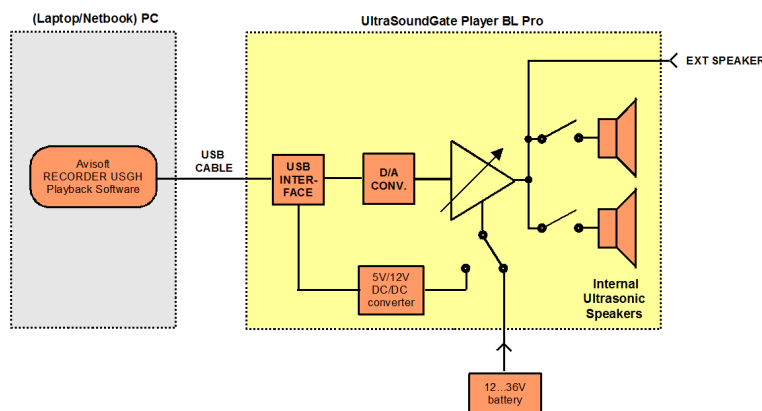 (Laptop/Netbook) PC
UltraSoundGate Player BL Pro
EXT SPEAKER
Avisoft
RECORDER USGH
Playback Software
USB
CABLE
USB
INTER-
FACE
D/A
CONV.
5V/12V
DC/DC
converter
Internal
Ultrasonic
Speakers
12...36V
battery